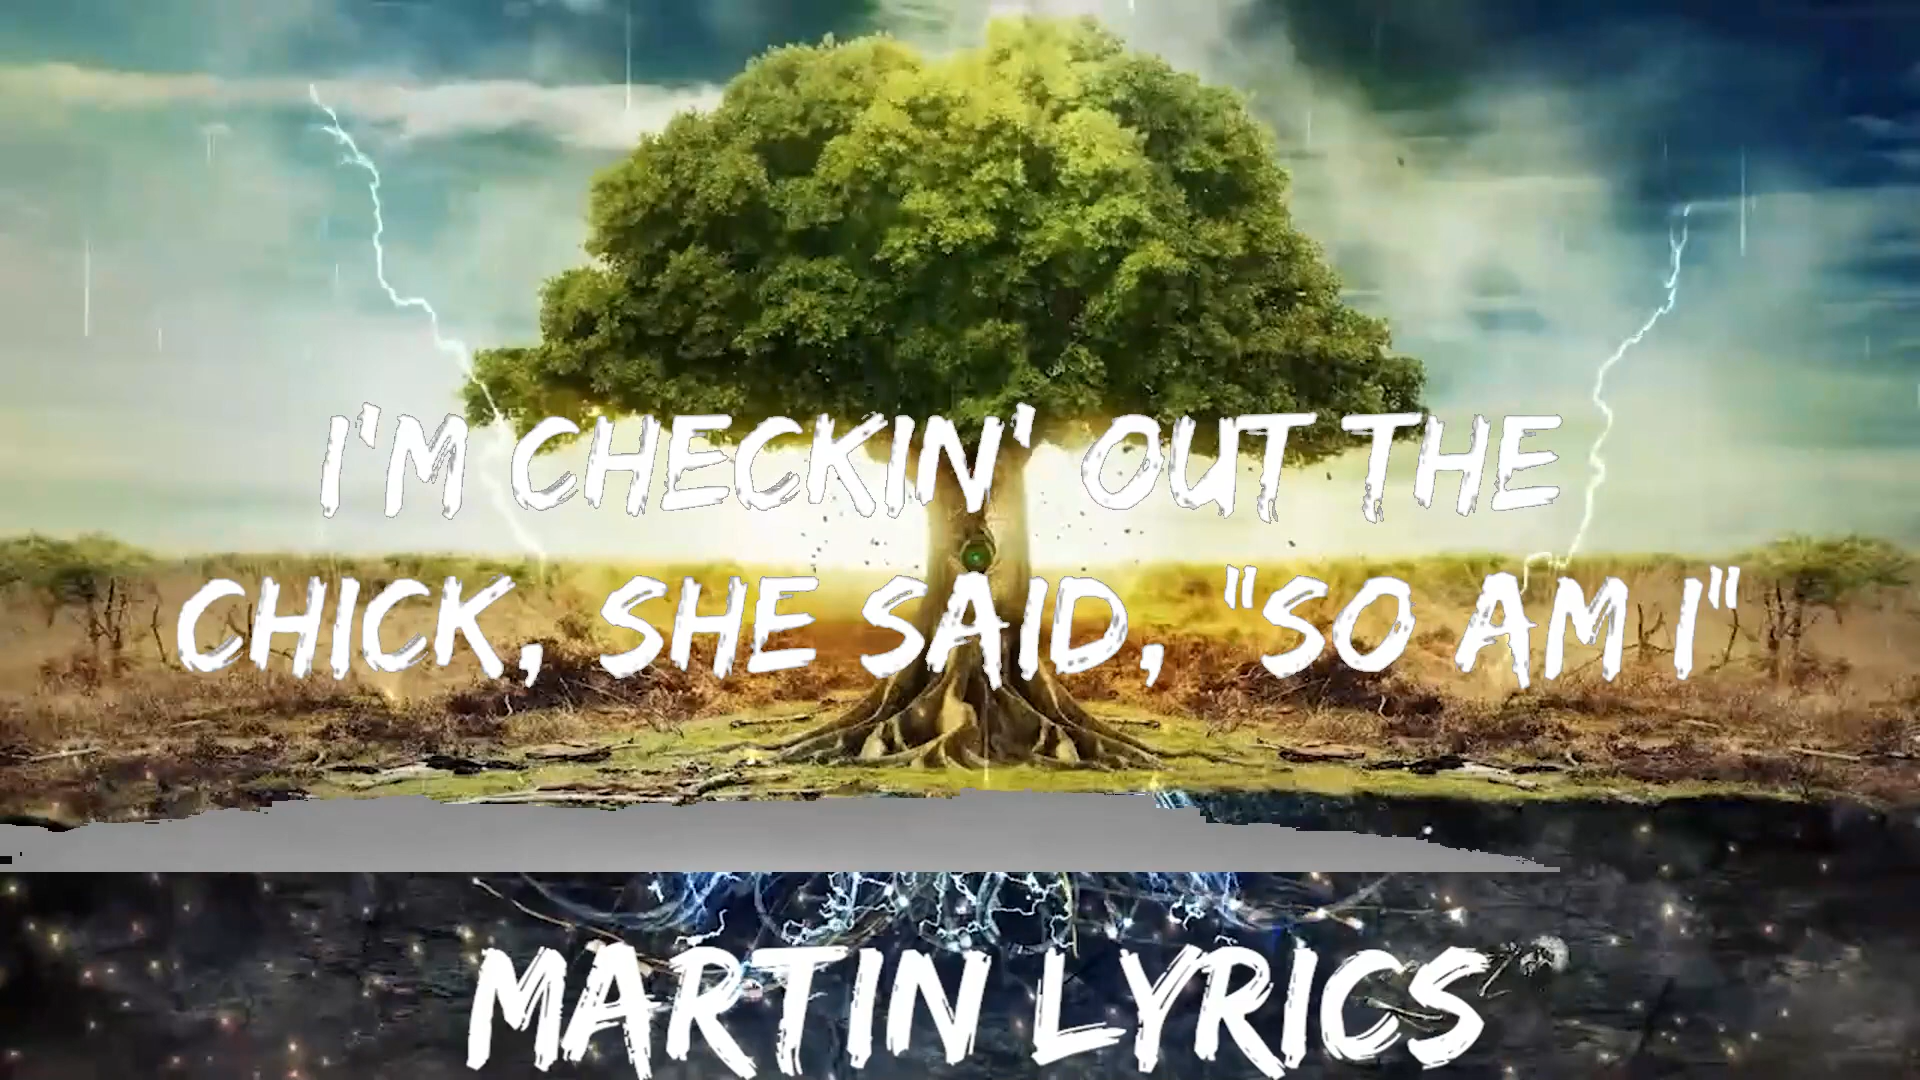 I'M CHECKIN' OUT THE
CHICK, SHE SAID, "SO AM I"
MARTIN LYRICS